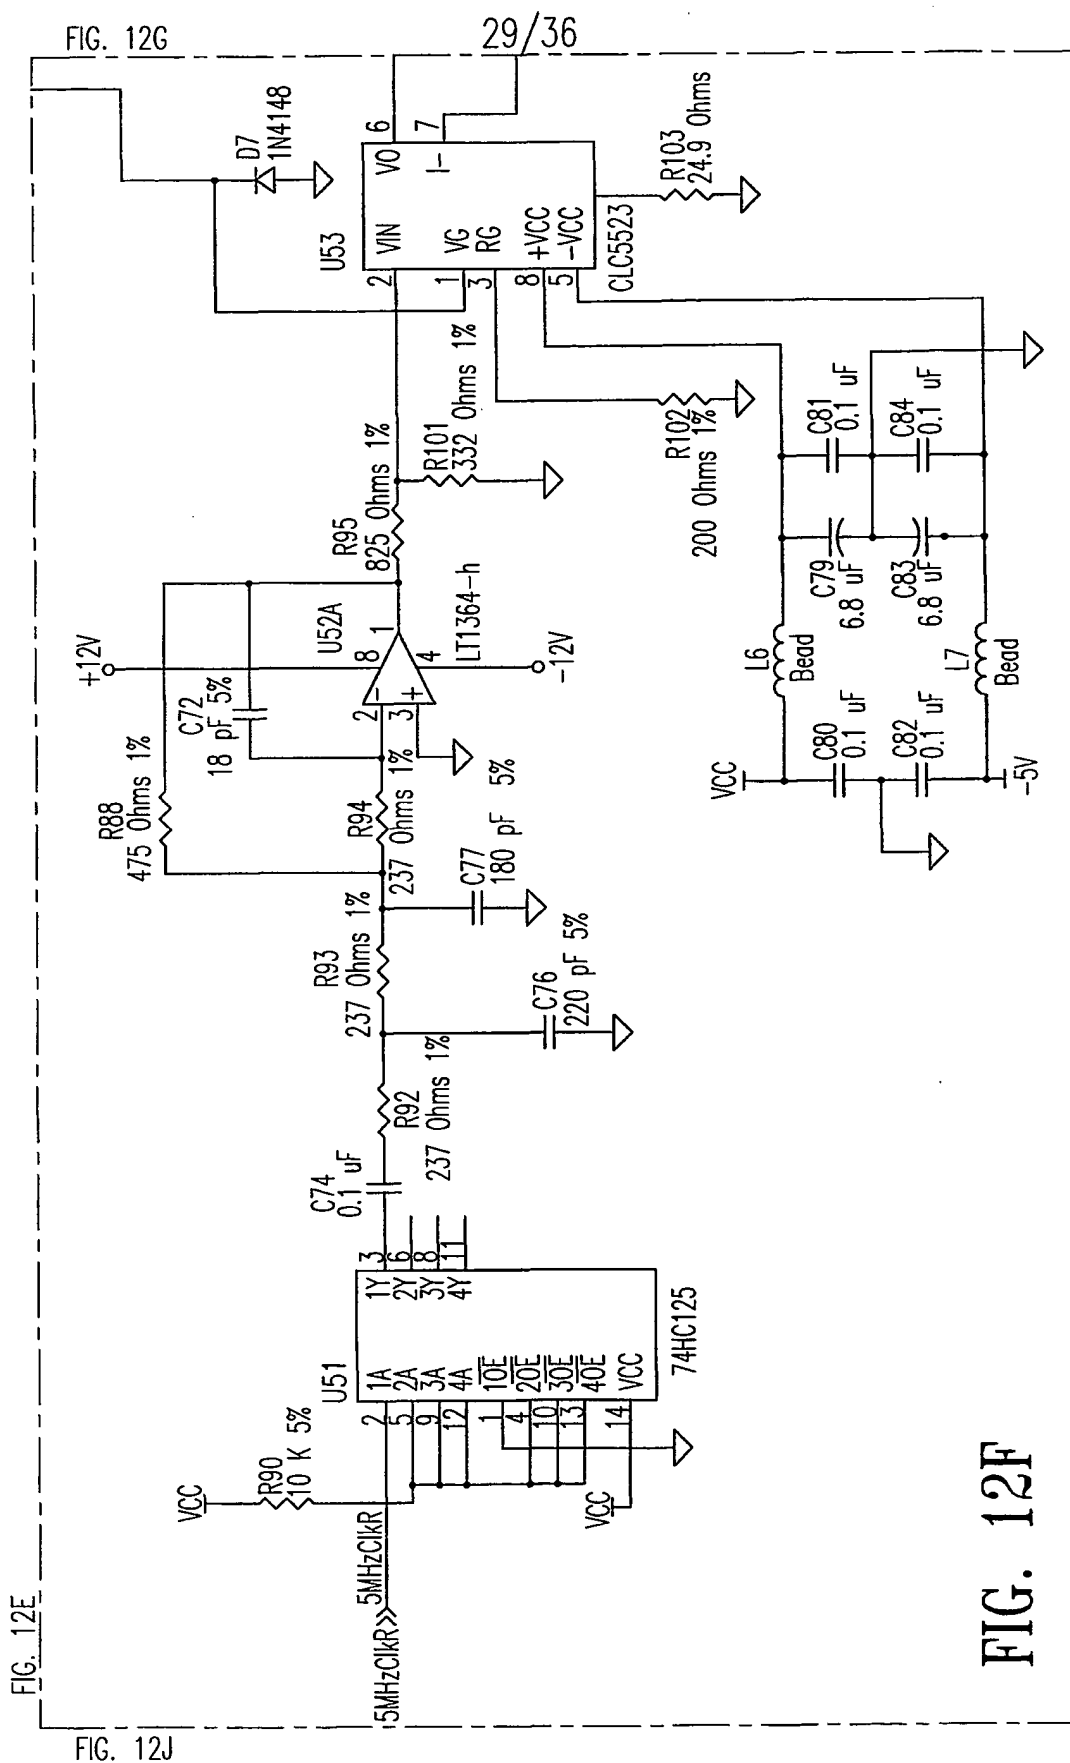 29/36
FIG. 12E
FIG. 12G
FIG. 12J
5MHzClkR
5MHzClkR
VCC
R90
10 K 5%
U51
2
5
9
12
1
4
10
13
14
1A
2A
3A
4A
1OE
2OE
3OE
4OE
VCC
1Y
2Y
3Y
4Y
3
6
8
11
74HC125
VCC
C74
0.1 uF
R92
237 Ohms 1%
C76
220 pF 5%
R93
237 Ohms 1%
C77
180 pF 5%
R94
237 Ohms 1%
R88
475 Ohms 1%
C72
18 pF 5%
+12V
U52A
2
3
8
4
1
-
+
LT1364-h
-12V
R95
825 Ohms 1%
R101
332 Ohms 1%
D7
1N4148
U53
2
1
3
8
5
VIN
VG
RG
+VCC
-VCC
VO
I-
6
7
CLC5523
R103
24.9 Ohms
R102
200 Ohms 1%
VCC
L6
Bead
C80
0.1 uF
C82
0.1 uF
-5V
L7
Bead
C79
6.8 uF
C83
6.8 uF
C81
0.1 uF
C84
0.1 uF
FIG. 12F